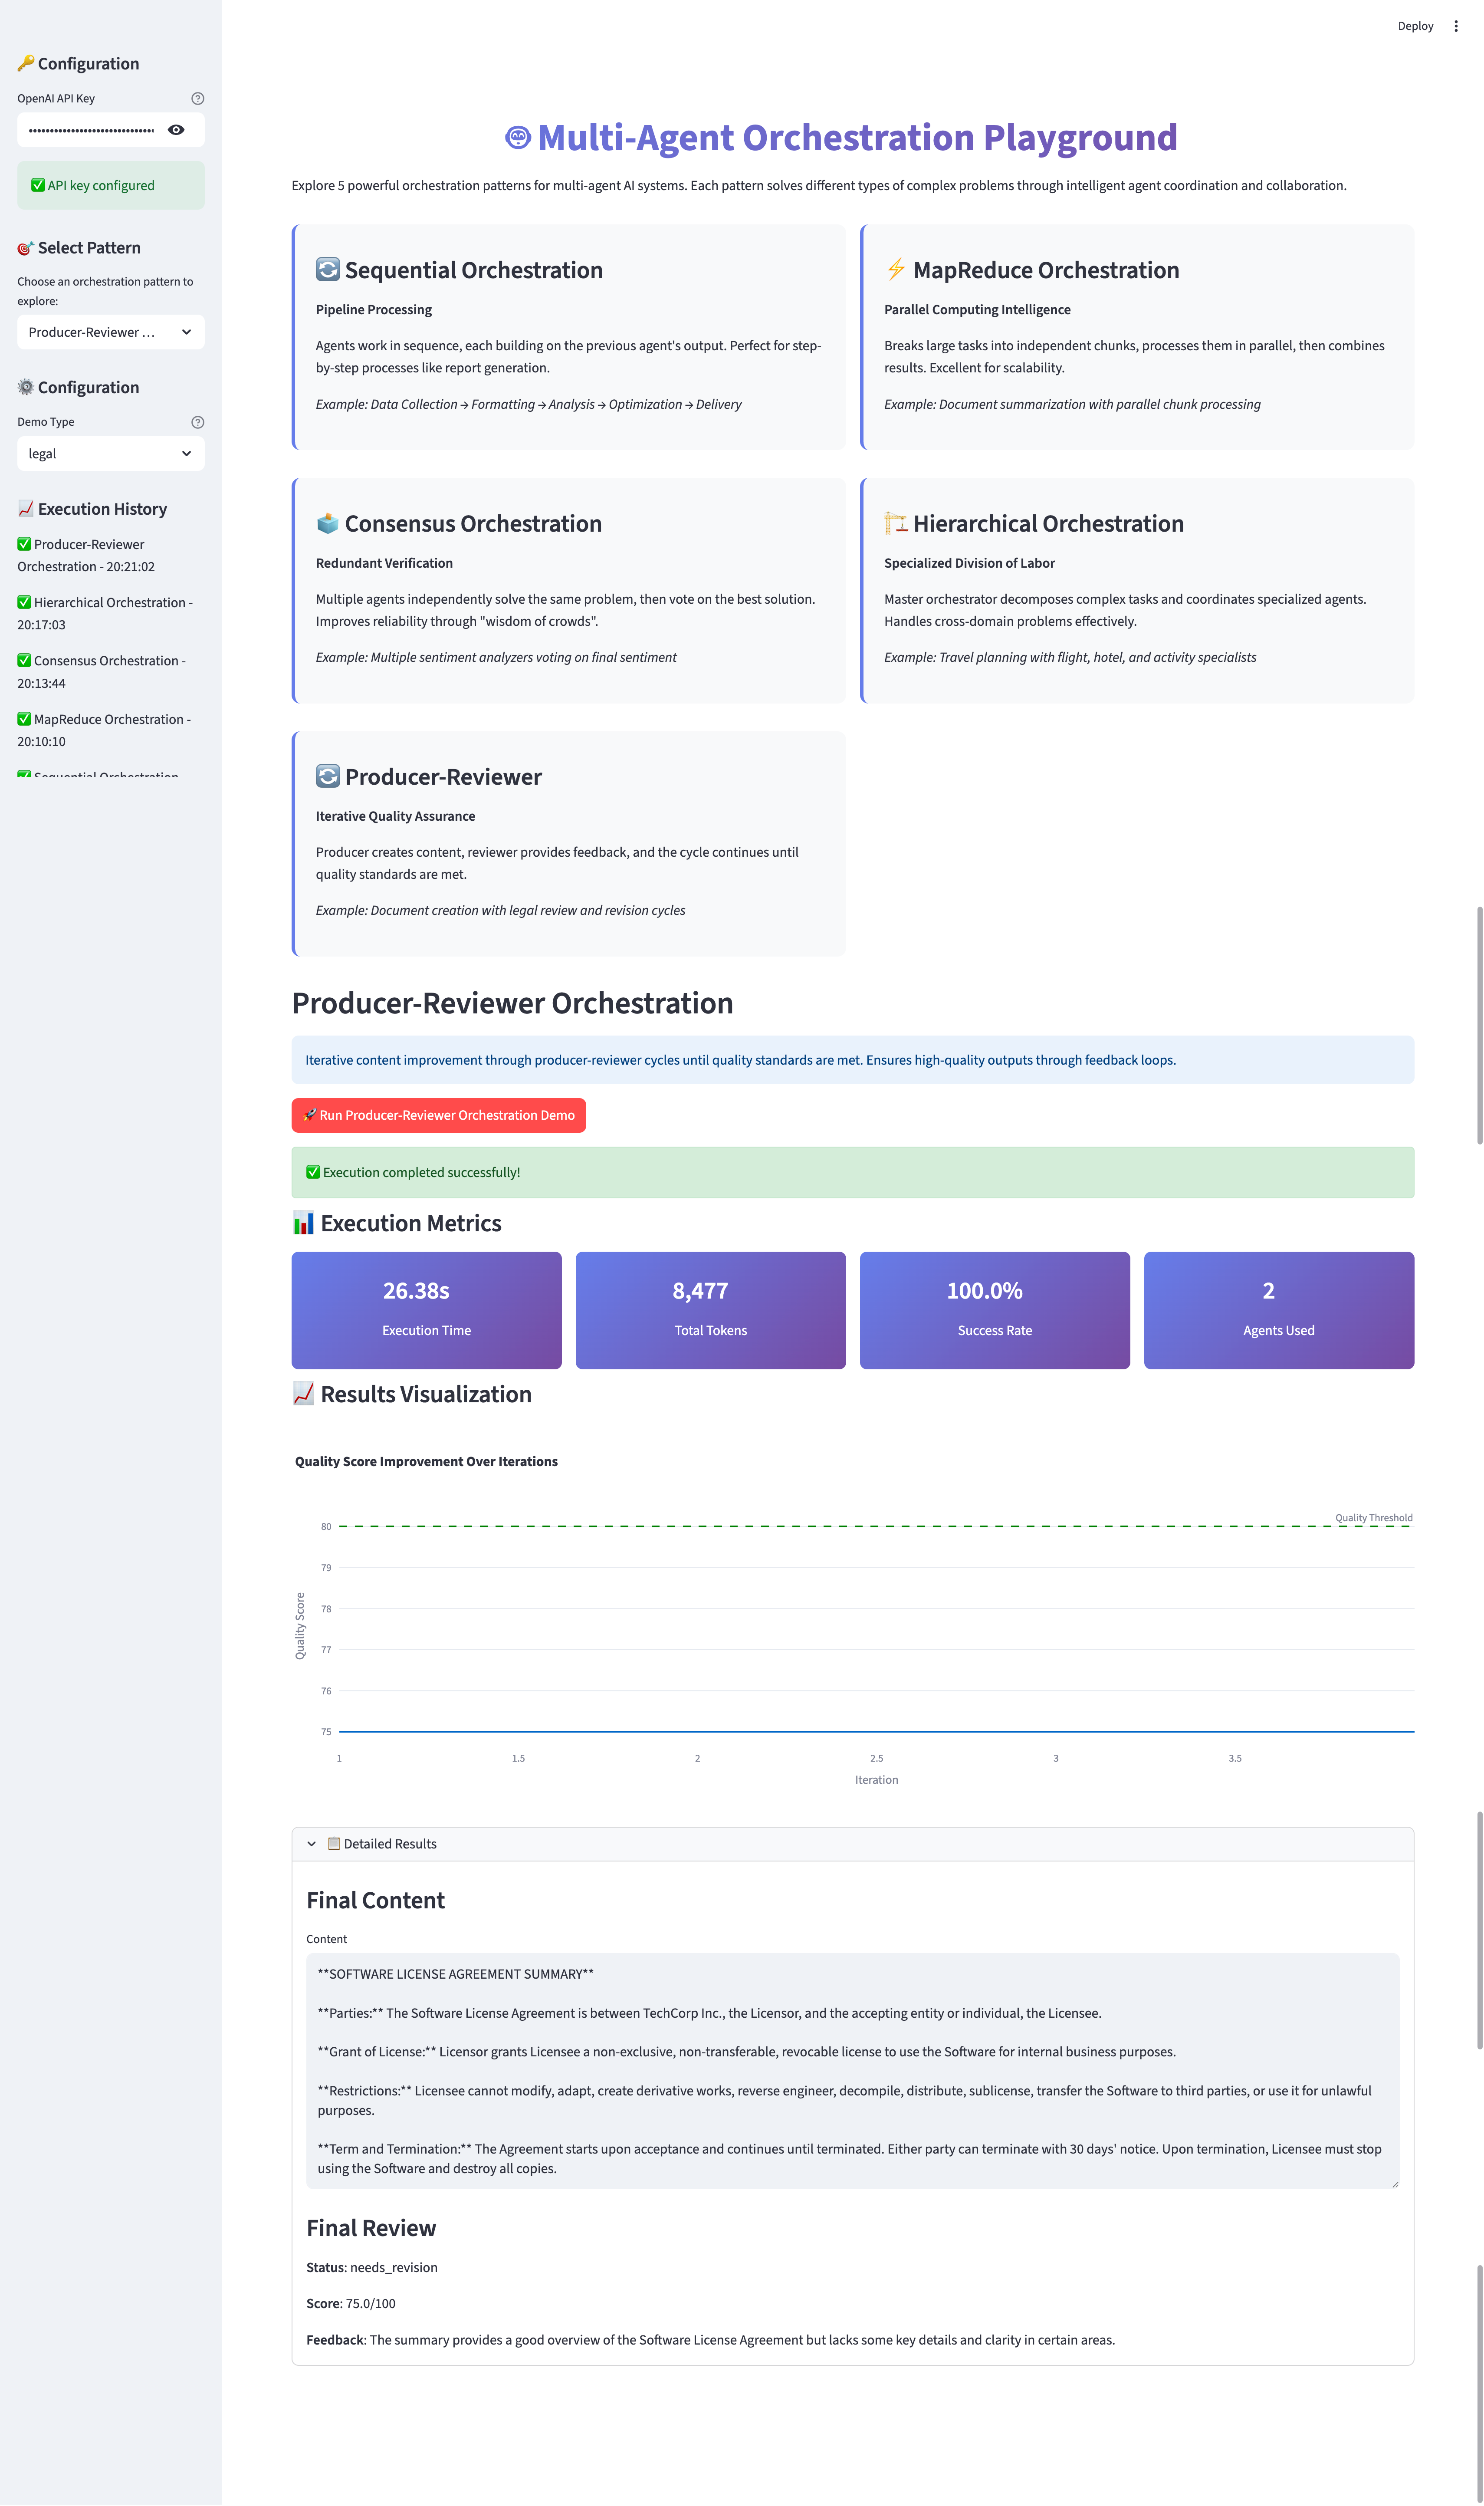 Deploy
🔑 Configuration
OpenAI API Key
••••••••••••••••••••••••••••••
✅ API key configured
🎯 Select Pattern
Choose an orchestration pattern to
explore:
Producer-Reviewer …
⚙️ Configuration
Demo Type
legal
📈 Execution History
✅ Producer-Reviewer
Orchestration - 20:21:02
✅ Hierarchical Orchestration -
20:17:03
✅ Consensus Orchestration -
20:13:44
✅ MapReduce Orchestration -
20:10:10
✅ Sequential Orchestration
Multi-Agent Orchestration Playground
Explore 5 powerful orchestration patterns for multi-agent AI systems. Each pattern solves different types of complex problems through intelligent agent coordination and collaboration.
🔄 Sequential Orchestration
Pipeline Processing
Agents work in sequence, each building on the previous agent's output. Perfect for step-
by-step processes like report generation.
Example: Data Collection → Formatting → Analysis → Optimization → Delivery
⚡ MapReduce Orchestration
Parallel Computing Intelligence
Breaks large tasks into independent chunks, processes them in parallel, then combines
results. Excellent for scalability.
Example: Document summarization with parallel chunk processing
🗳️ Consensus Orchestration
Redundant Verification
Multiple agents independently solve the same problem, then vote on the best solution.
Improves reliability through "wisdom of crowds".
Example: Multiple sentiment analyzers voting on final sentiment
🏗️ Hierarchical Orchestration
Specialized Division of Labor
Master orchestrator decomposes complex tasks and coordinates specialized agents.
Handles cross-domain problems effectively.
Example: Travel planning with flight, hotel, and activity specialists
🔄 Producer-Reviewer
Iterative Quality Assurance
Producer creates content, reviewer provides feedback, and the cycle continues until
quality standards are met.
Example: Document creation with legal review and revision cycles
Producer-Reviewer Orchestration
Iterative content improvement through producer-reviewer cycles until quality standards are met. Ensures high-quality outputs through feedback loops.
🚀 Run Producer-Reviewer Orchestration Demo
✅ Execution completed successfully!
📊 Execution Metrics
26.38s
Execution Time
8,477
Total Tokens
100.0%
Success Rate
2
Agents Used
📈 Results Visualization
Quality Score Improvement Over Iterations
Quality Threshold
80
79
78
77
76
75
Quality Score
1 1.5 2 2.5 3 3.5
Iteration
📋 Detailed Results
Final Content
Content
**SOFTWARE LICENSE AGREEMENT SUMMARY**
**Parties:** The Software License Agreement is between TechCorp Inc., the Licensor, and the accepting entity or individual, the Licensee.
**Grant of License:** Licensor grants Licensee a non-exclusive, non-transferable, revocable license to use the Software for internal business purposes.
**Restrictions:** Licensee cannot modify, adapt, create derivative works, reverse engineer, decompile, distribute, sublicense, transfer the Software to third parties, or use it for unlawful
purposes.
**Term and Termination:** The Agreement starts upon acceptance and continues until terminated. Either party can terminate with 30 days' notice. Upon termination, Licensee must stop
using the Software and destroy all copies.
Final Review
Status: needs_revision
Score: 75.0/100
Feedback: The summary provides a good overview of the Software License Agreement but lacks some key details and clarity in certain areas.